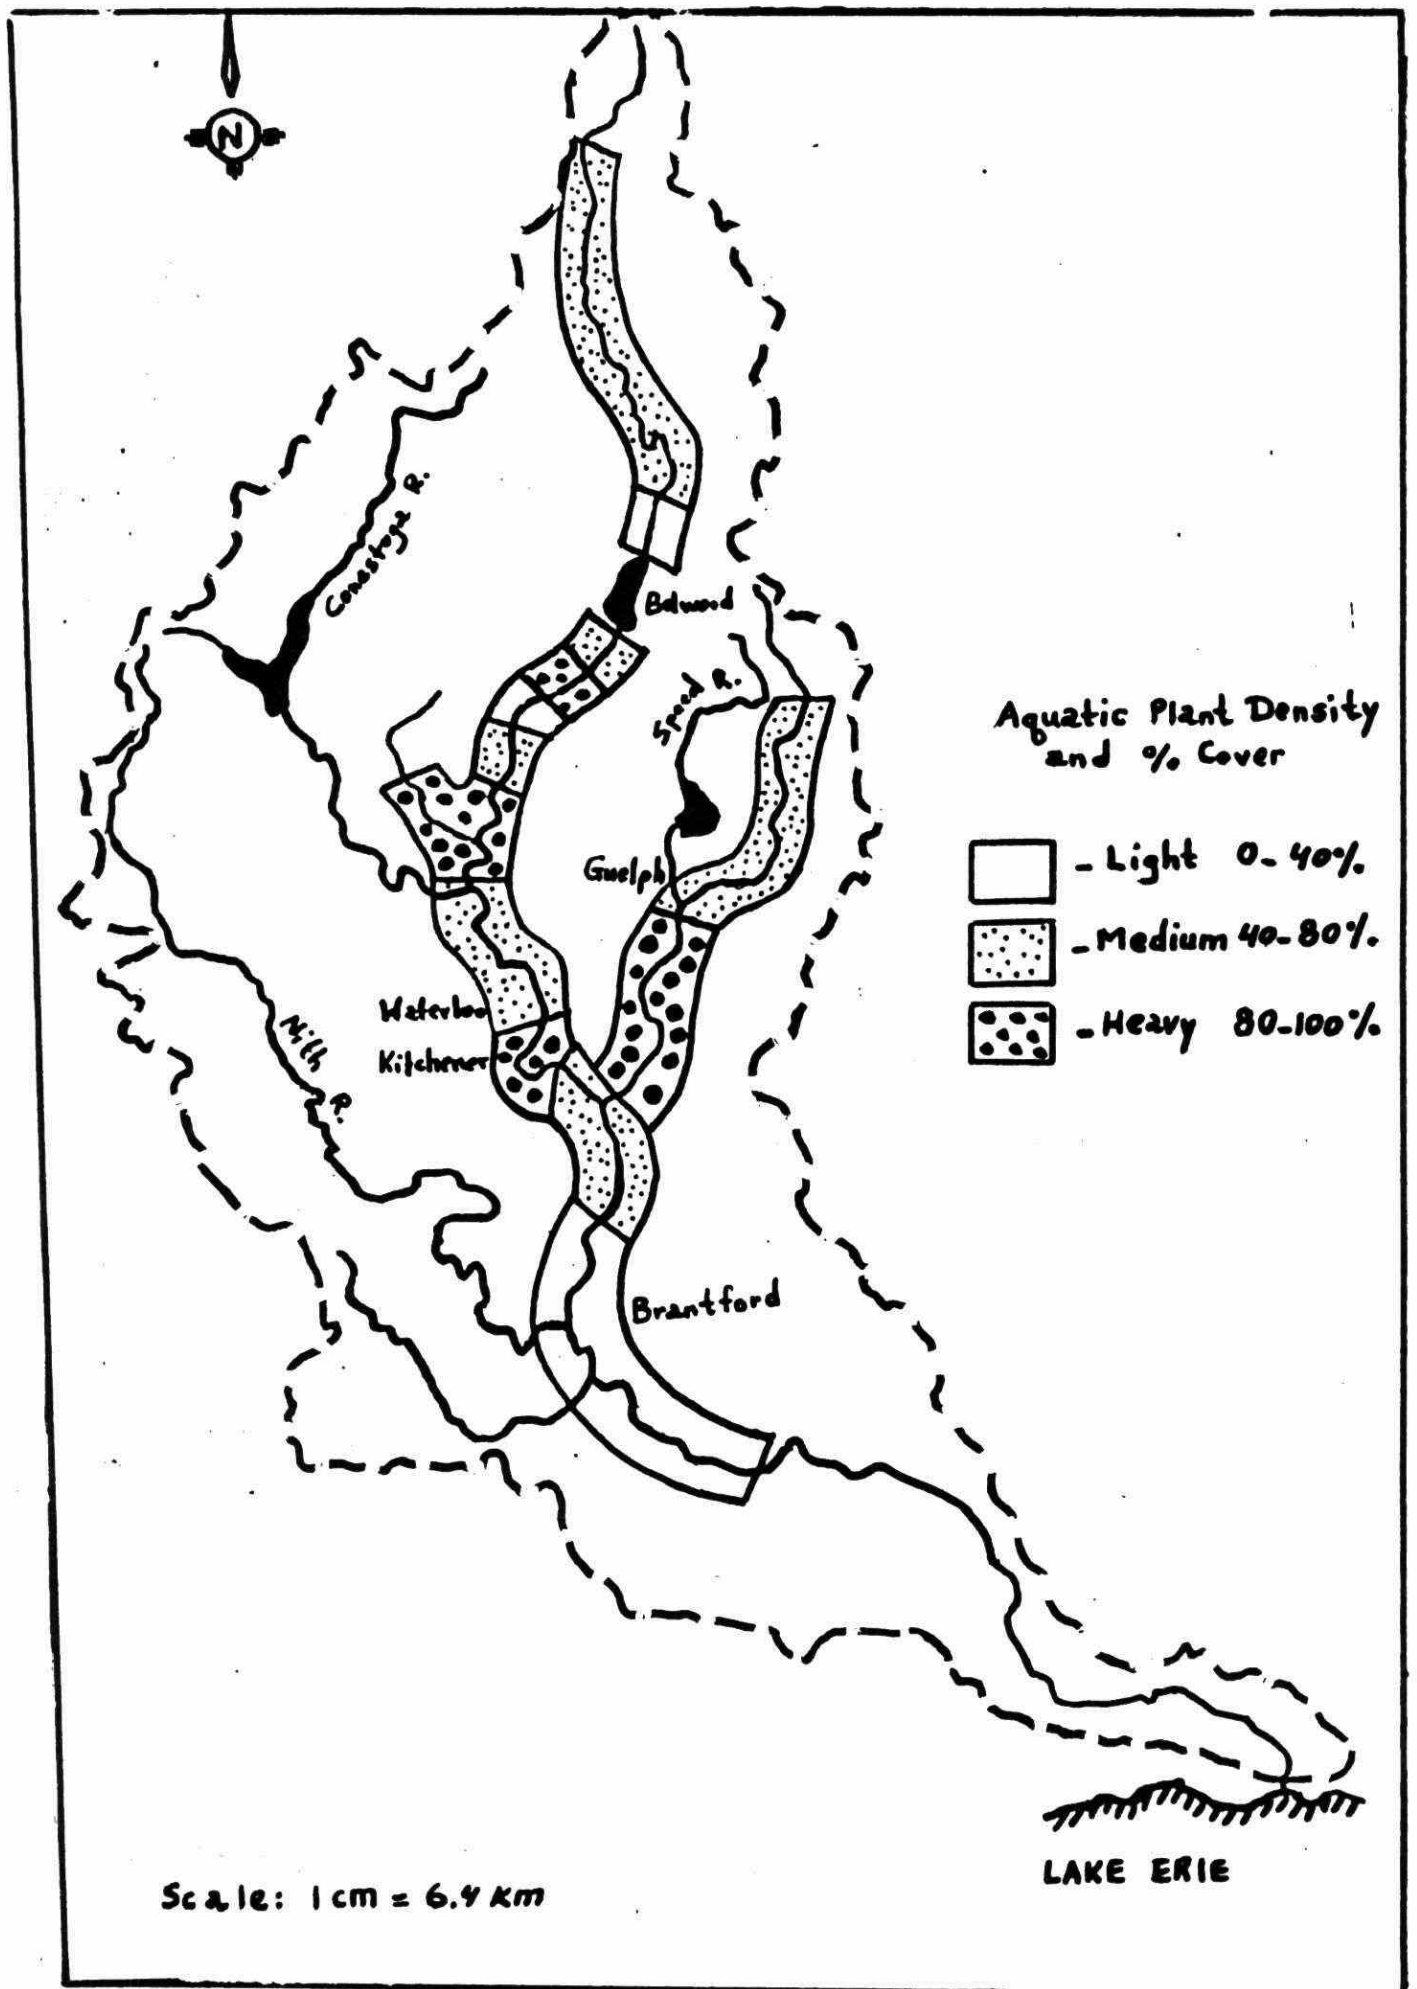 N
Conestogo R.
Belwood
Speed R.
Aquatic Plant Density
and % Cover
- Light 0-40%
Guelph
- Medium 40-80%.
Waterloo
- Heavy 80-100%
Kitchener
Nith R.
Brantford
LAKE ERIE
Scale: 1 cm = 6.4 Km